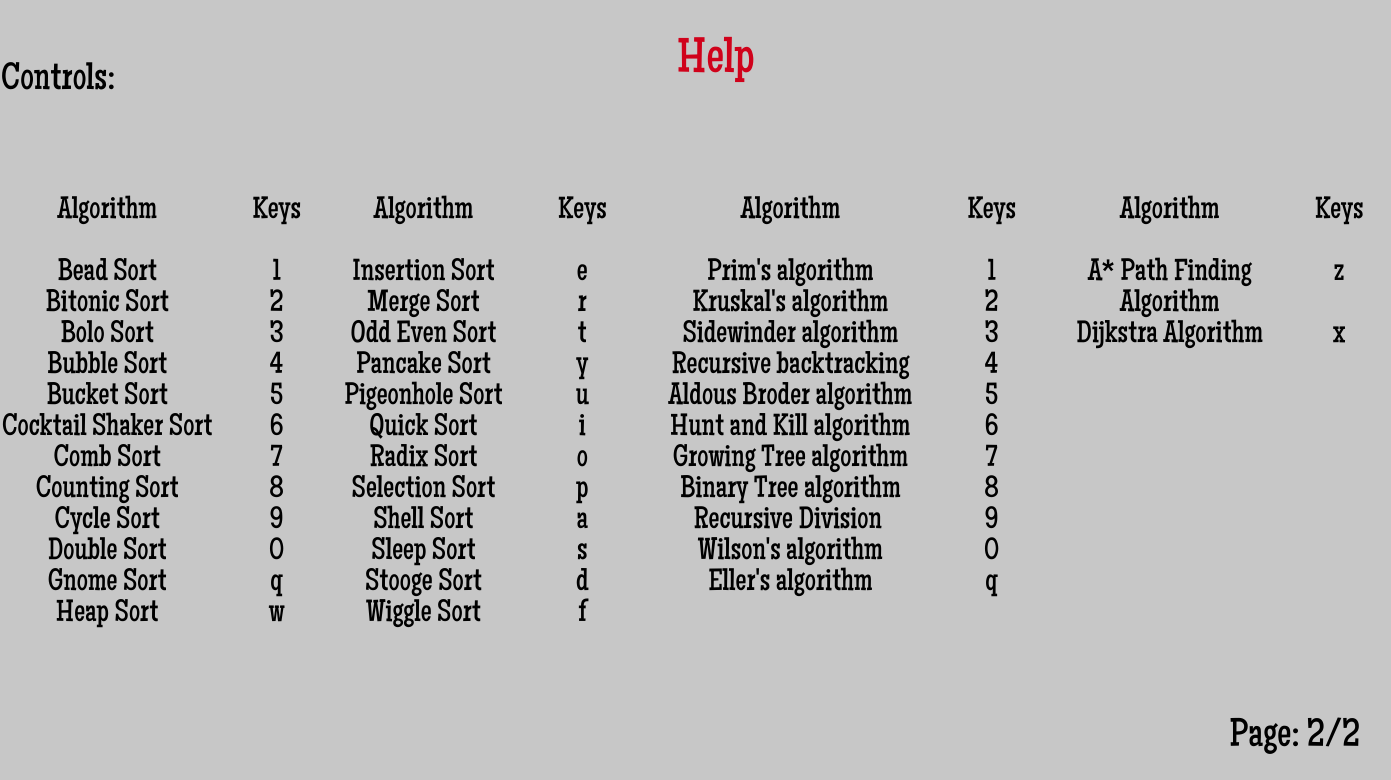 Help
Controls:
Algorithm Keys Algorithm Keys Algorithm Keys Algorithm Keys
Bead Sort 1 Insertion Sort e Prim's algorithm 1 A* Path Finding z
Bitonic Sort 2 Merge Sort r Kruskal's algorithm 2 Algorithm
Bolo Sort 3 Odd Even Sort t Sidewinder algorithm 3 Dijkstra Algorithm x
Bubble Sort 4 Pancake Sort y Recursive backtracking 4
Bucket Sort 5 Pigeonhole Sort u Aldous Broder algorithm 5
Cocktail Shaker Sort 6 Quick Sort i Hunt and Kill algorithm 6
Comb Sort 7 Radix Sort o Growing Tree algorithm 7
Counting Sort 8 Selection Sort p Binary Tree algorithm 8
Cycle Sort 9 Shell Sort a Recursive Division 9
Double Sort 0 Sleep Sort s Wilson's algorithm 0
Gnome Sort q Stooge Sort d Eller's algorithm q
Heap Sort w Wiggle Sort f
Page: 2/2